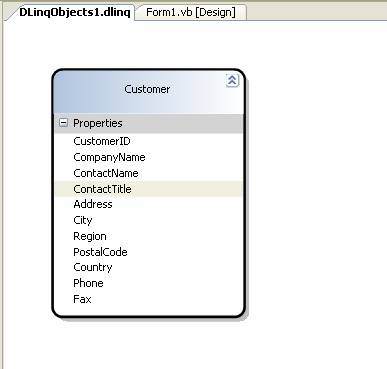 DLinqObjects1.dlinq Form1.vb [Design]
Customer
Properties
CustomerID
CompanyName
ContactName
ContactTitle
Address
City
Region
PostalCode
Country
Phone
Fax